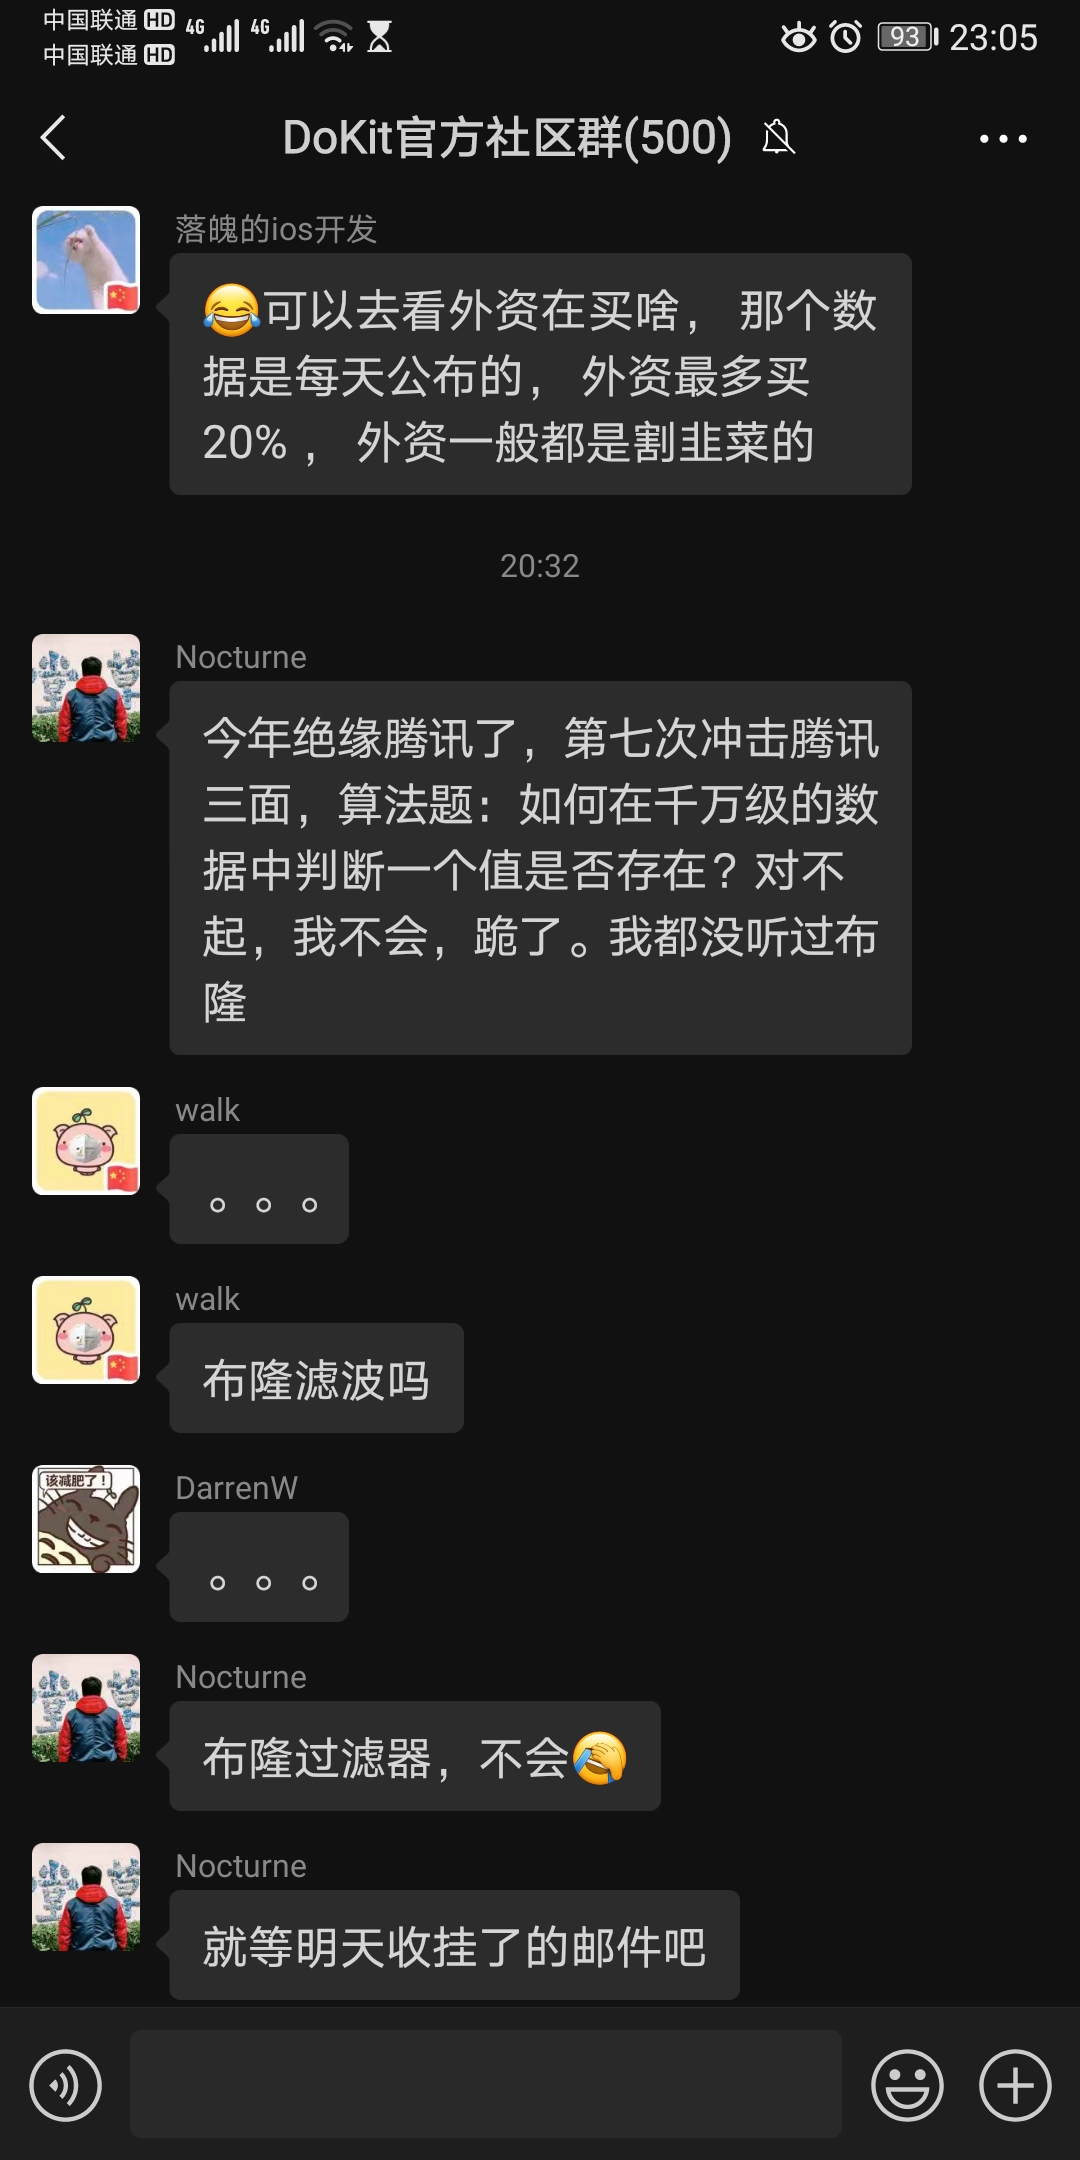 中国联通 HD 4G 4G 93 23:05
中国联通 HD
DoKit官方社区群(500)
落魄的ios开发
😂可以去看外资在买啥， 那个数
据是每天公布的， 外资最多买
20% ， 外资一般都是割韭菜的
20:32
Nocturne
今年绝缘腾讯了，第七次冲击腾讯
三面，算法题：如何在千万级的数
据中判断一个值是否存在？对不
起，我不会，跪了。我都没听过布
隆
walk
。。。
walk
布隆滤波吗
该减肥了！
DarrenW
。。。
Nocturne
布隆过滤器，不会
Nocturne
就等明天收挂了的邮件吧